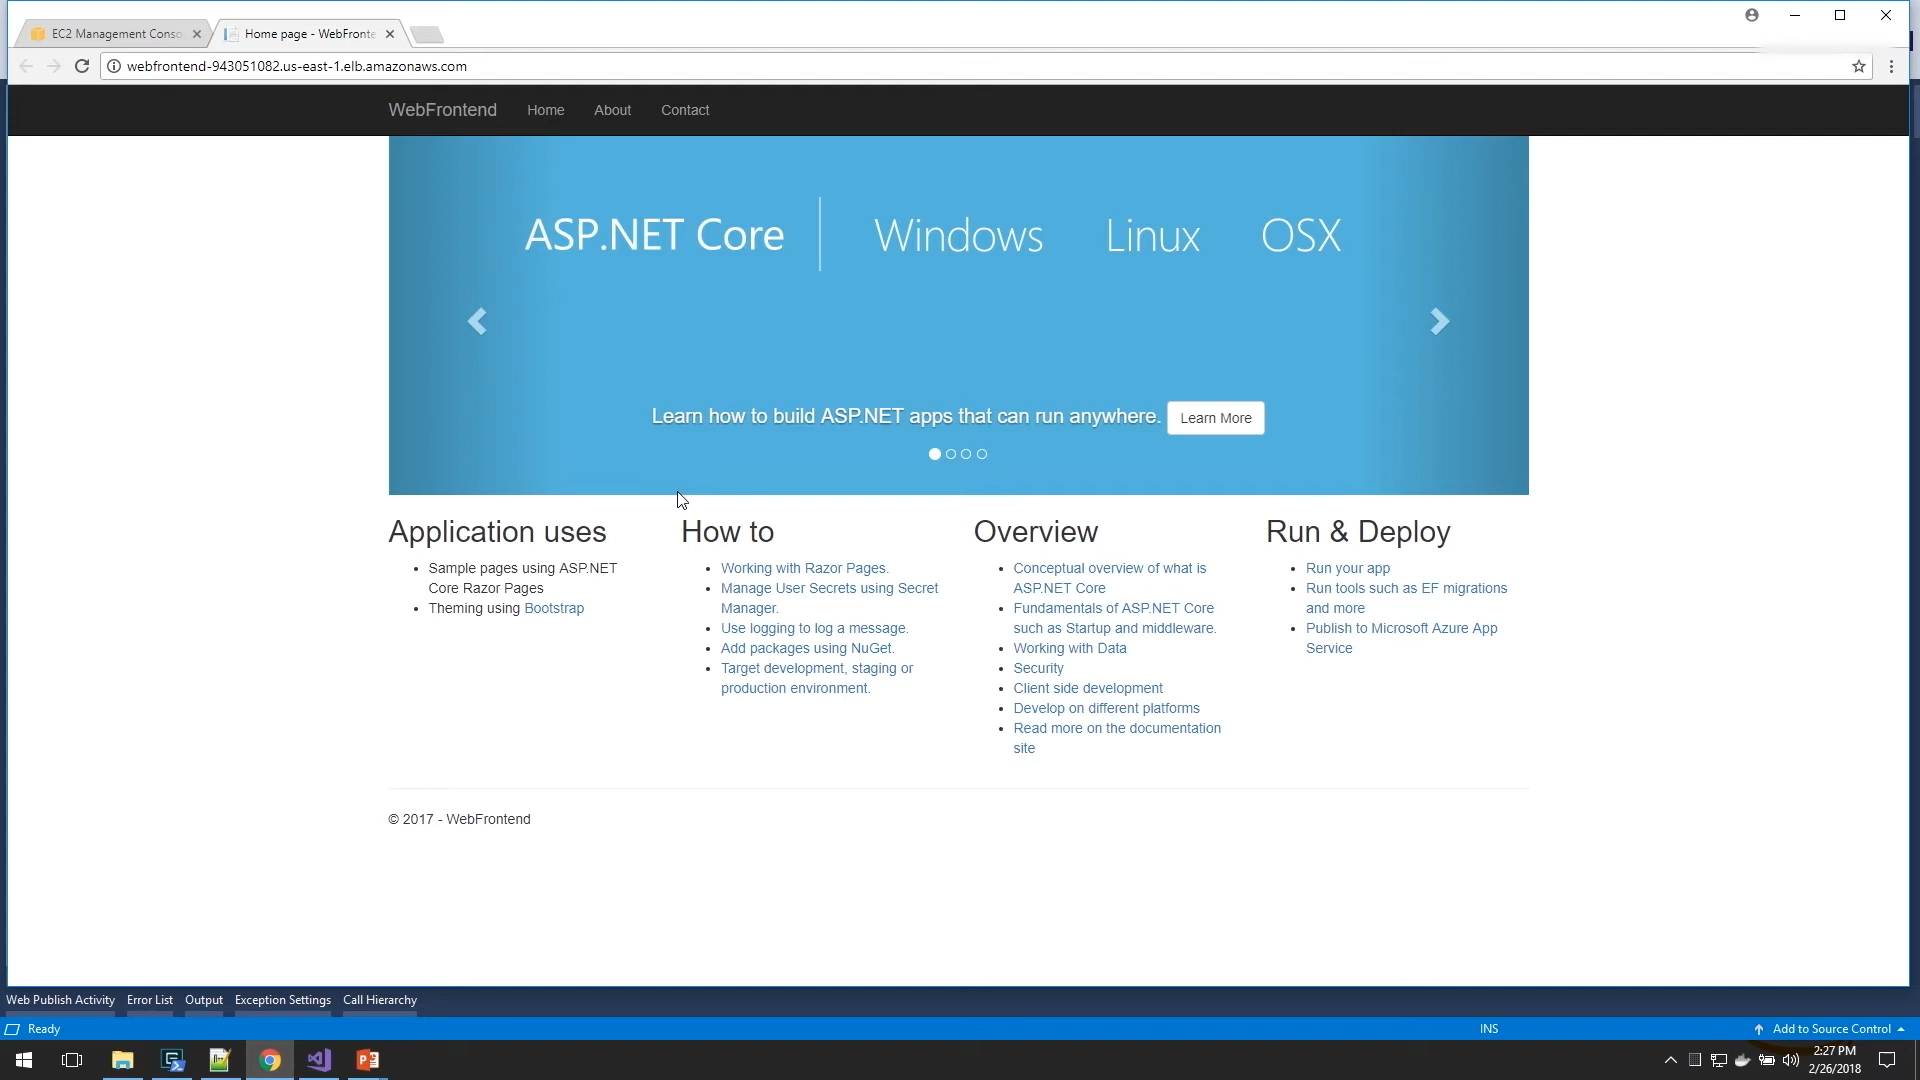 EC2 Management Conso
Home page - WebFronte
webfrontend-943051082.us-east-1.elb.amazonaws.com
WebFrontend Home About Contact
ASP.NET Core Windows Linux OSX
Learn how to build ASP.NET apps that can run anywhere. Learn More
Application uses
Sample pages using ASP.NET
Core Razor Pages
Theming using Bootstrap
How to
Working with Razor Pages.
Manage User Secrets using Secret
Manager.
Use logging to log a message.
Add packages using NuGet.
Target development, staging or
production environment.
Overview
Conceptual overview of what is
ASP.NET Core
Fundamentals of ASP.NET Core
such as Startup and middleware.
Working with Data
Security
Client side development
Develop on different platforms
Read more on the documentation
site
Run & Deploy
Run your app
Run tools such as EF migrations
and more
Publish to Microsoft Azure App
Service
© 2017 - WebFrontend
Web Publish Activity Error List Output Exception Settings Call Hierarchy
Ready INS Add to Source Control
2:27 PM
2/26/2018